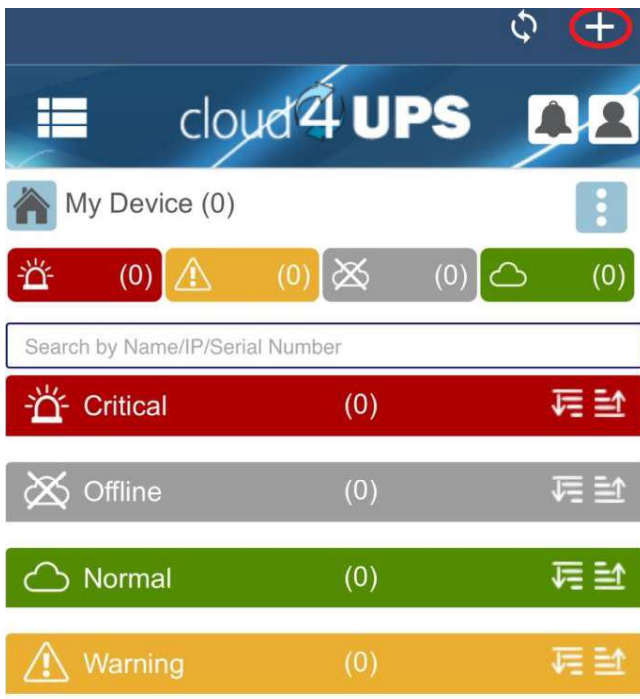 cloud4UPS
My Device (0)
(0) (0) (0) (0)
Search by Name/IP/Serial Number
Critical (0)
Offline (0)
Normal (0)
Warning (0)